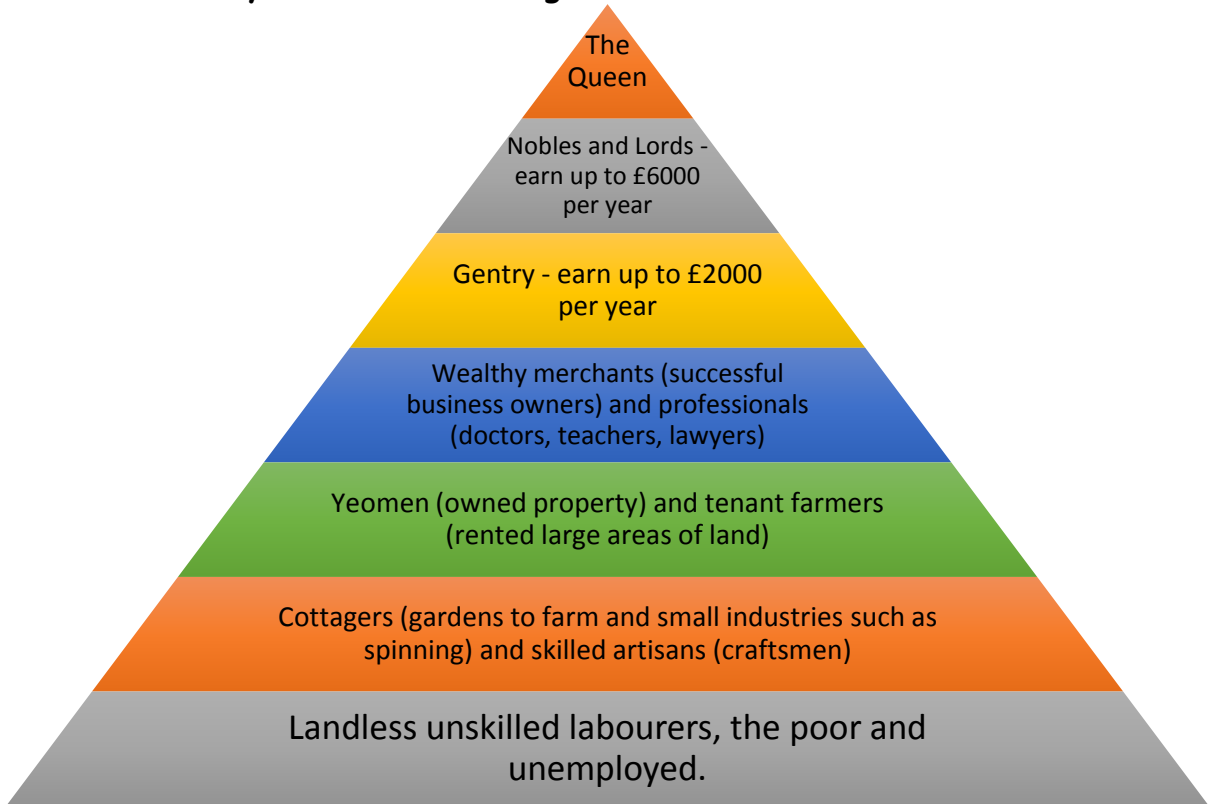 The
Queen
Nobles and Lords -
earn up to £6000
per year
Gentry - earn up to £2000
per year
Wealthy merchants (successful
business owners) and professionals
(doctors, teachers, lawyers)
Yeomen (owned property) and tenant farmers
(rented large areas of land)
Cottagers (gardens to farm and small industries such as
spinning) and skilled artisans (craftsmen)
Landless unskilled labourers, the poor and
unemployed.